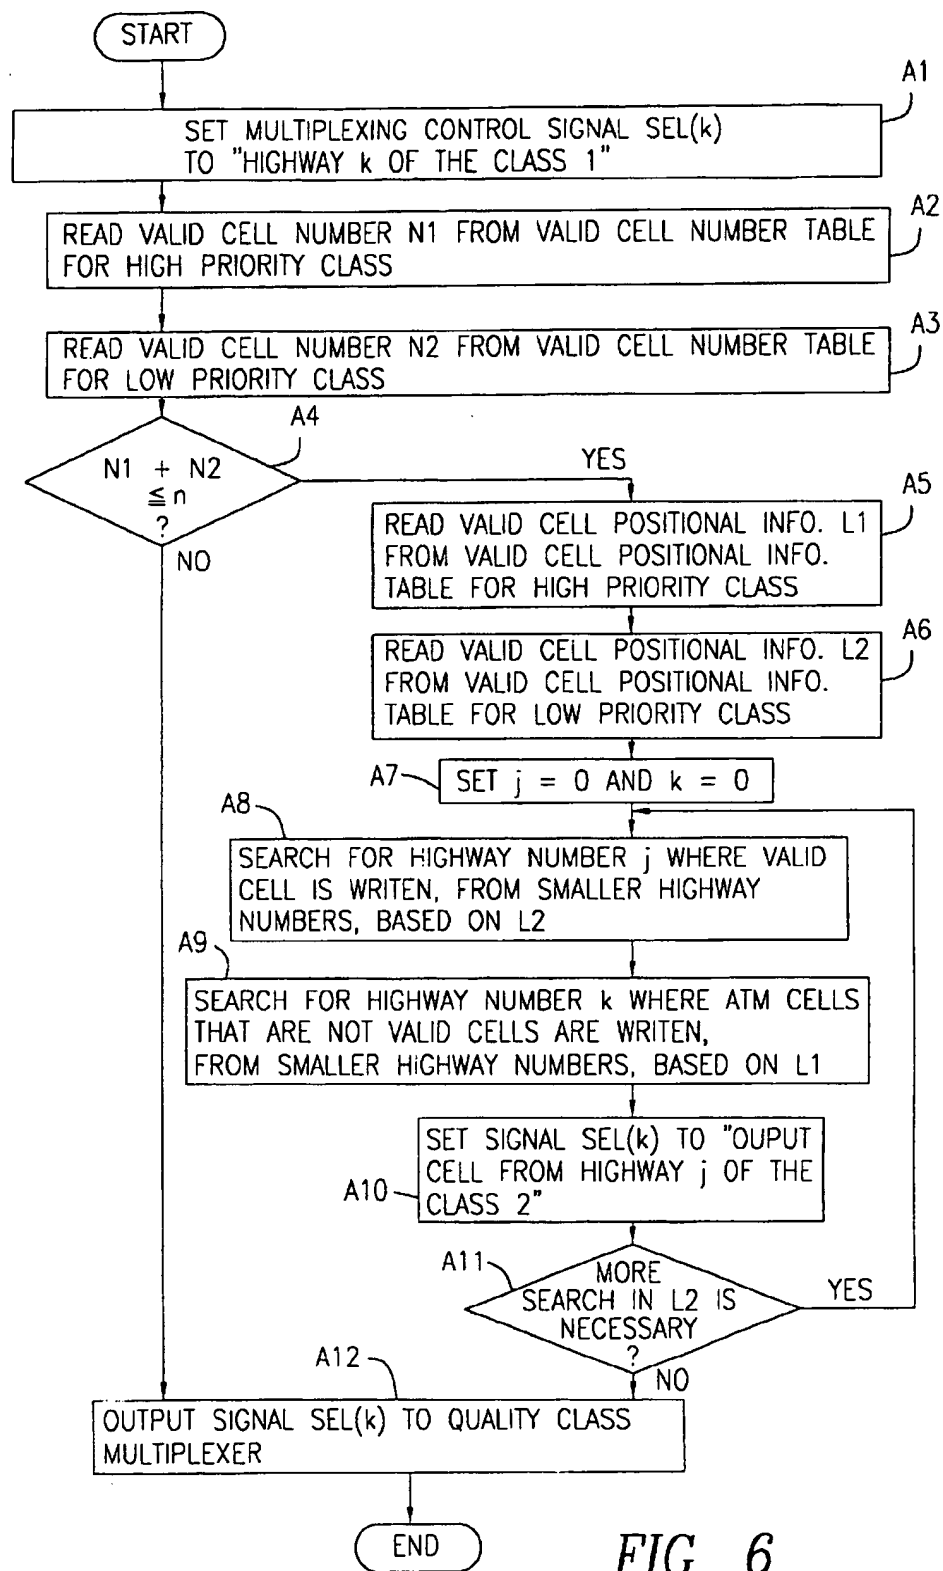 START
A1
SET MULTIPLEXING CONTROL SIGNAL SEL(k)
TO "HIGHWAY k OF THE CLASS 1"
A2
READ VALID CELL NUMBER N1 FROM VALID CELL NUMBER TABLE
FOR HIGH PRIORITY CLASS
A3
READ VALID CELL NUMBER N2 FROM VALID CELL NUMBER TABLE
FOR LOW PRIORITY CLASS
A4
N1 + N2
≦ n
?
YES
NO
A5
READ VALID CELL POSITIONAL INFO. L1
FROM VALID CELL POSITIONAL INFO.
TABLE FOR HIGH PRIORITY CLASS
A6
READ VALID CELL POSITIONAL INFO. L2
FROM VALID CELL POSITIONAL INFO.
TABLE FOR LOW PRIORITY CLASS
A7
SET j = 0 AND k = 0
A8
SEARCH FOR HIGHWAY NUMBER j WHERE VALID
CELL IS WRITEN, FROM SMALLER HIGHWAY
NUMBERS, BASED ON L2
A9
SEARCH FOR HIGHWAY NUMBER k WHERE ATM CELLS
THAT ARE NOT VALID CELLS ARE WRITEN,
FROM SMALLER HIGHWAY NUMBERS, BASED ON L1
A10
SET SIGNAL SEL(k) TO "OUPUT
CELL FROM HIGHWAY j OF THE
CLASS 2"
A11
MORE
SEARCH IN L2 IS
NECESSARY
?
YES
NO
A12
OUTPUT SIGNAL SEL(k) TO QUALITY CLASS
MULTIPLEXER
END
FIG. 6